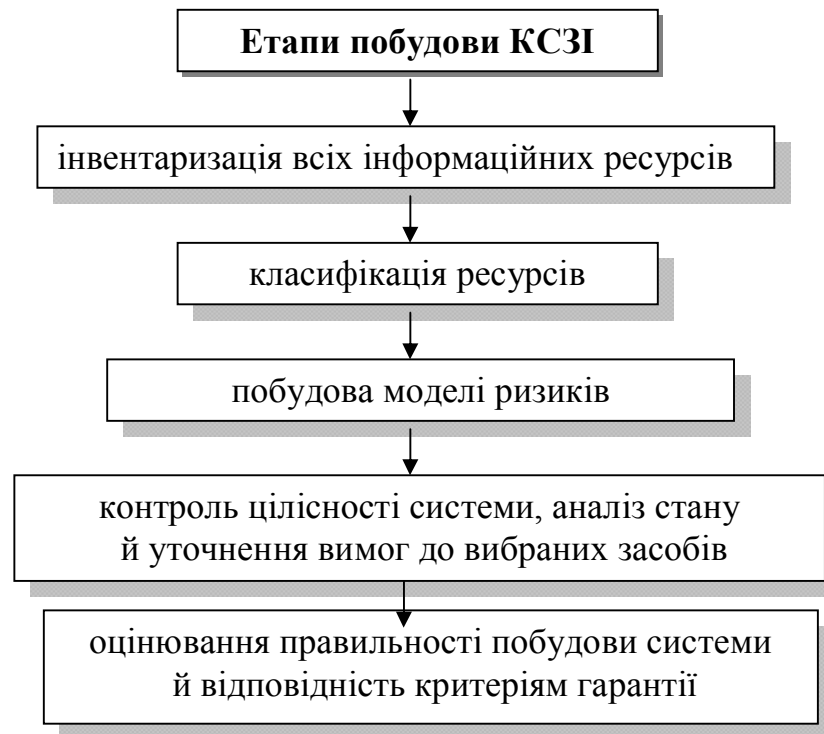 Етапи побудови КСЗІ
інвентаризація всіх інформаційних ресурсів
класифікація ресурсів
побудова моделі ризиків
контроль цілісності системи, аналіз стану
й уточнення вимог до вибраних засобів
оцінювання правильності побудови системи
й відповідність критеріям гарантії